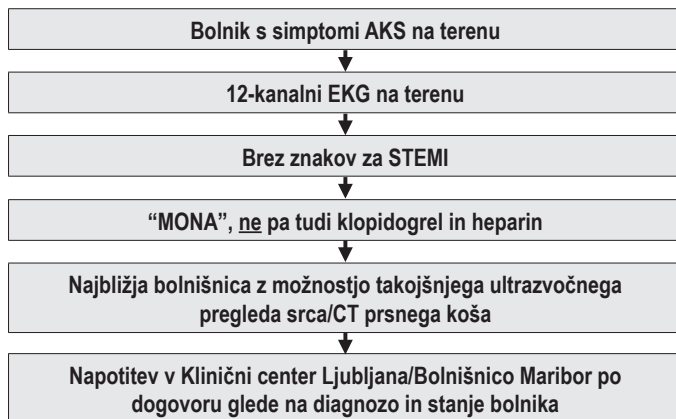 Bolnik s simptomi AKS na terenu
12-kanalni EKG na terenu
Brez znakov za STEMI
“MONA”, ne pa tudi klopidogrel in heparin
Najbližja bolnišnica z možnostjo takojšnjega ultrazvočnega
pregleda srca/CT prsnega koša
Napotitev v Klinični center Ljubljana/Bolnišnico Maribor po
dogovoru glede na diagnozo in stanje bolnika